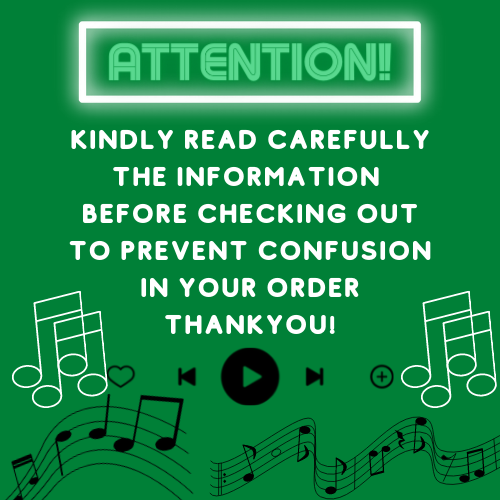 ATTENTION!
KINDLY READ CAREFULLY
THE INFORMATION
BEFORE CHECKING OUT
TO PREVENT CONFUSION
IN YOUR ORDER
THANKYOU!